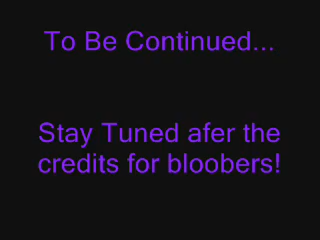 To Be Continued...
Stay Tuned afer the
credits for bloobers!